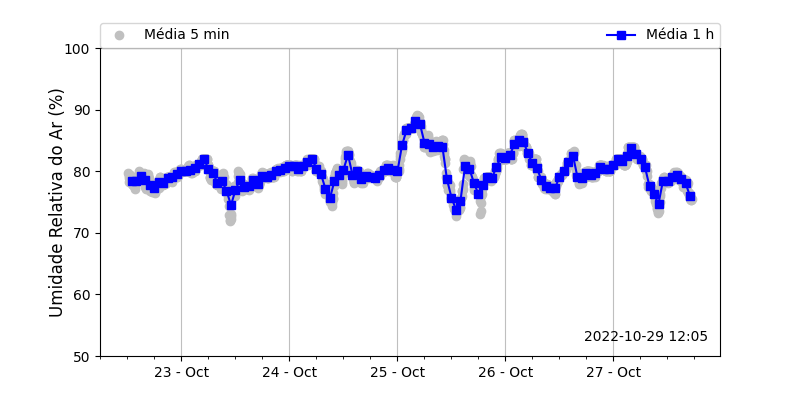 Média 5 min
Média 1 h
100
90
80
70
60
50
Umidade Relativa do Ar (%)
2022-10-29 12:05
23 - Oct
24 - Oct
25 - Oct
26 - Oct
27 - Oct